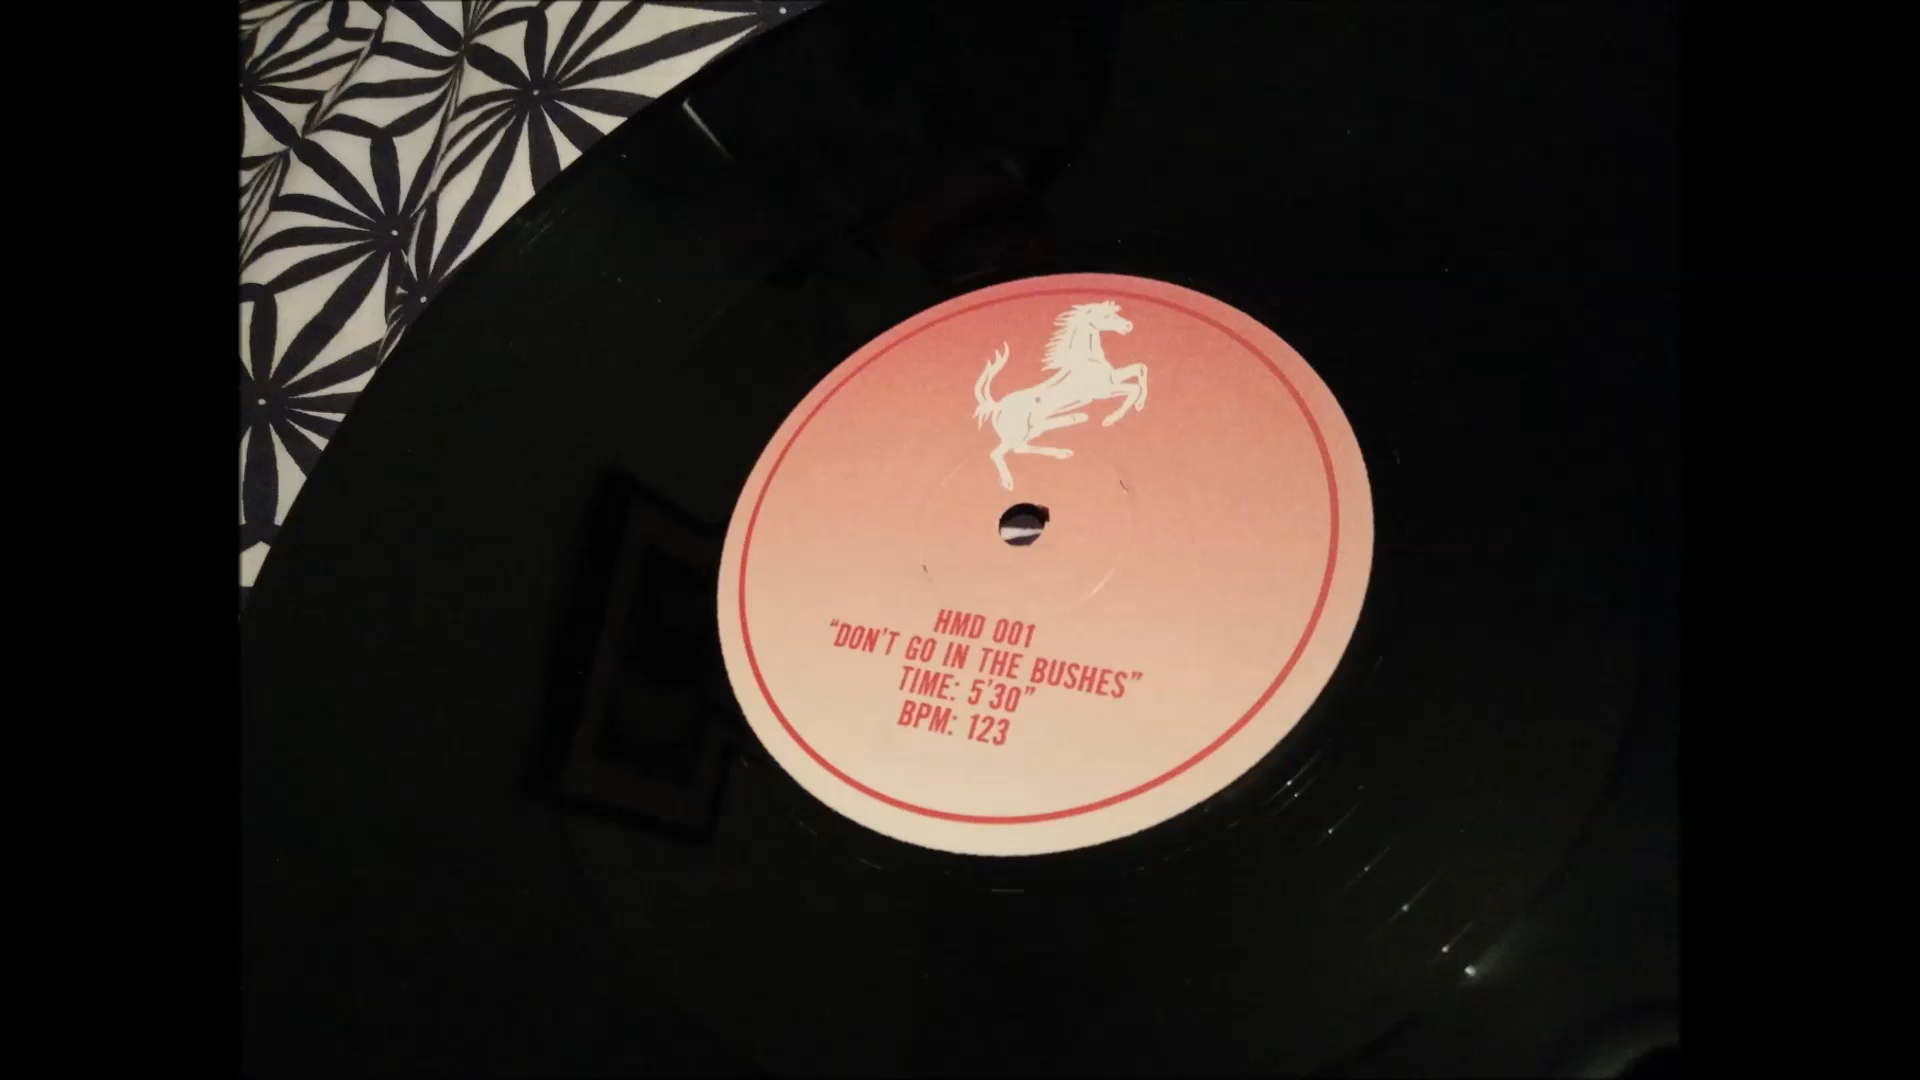 HMD 001
“DON'T GO IN THE BUSHES”
TIME: 5'30”
BPM: 123